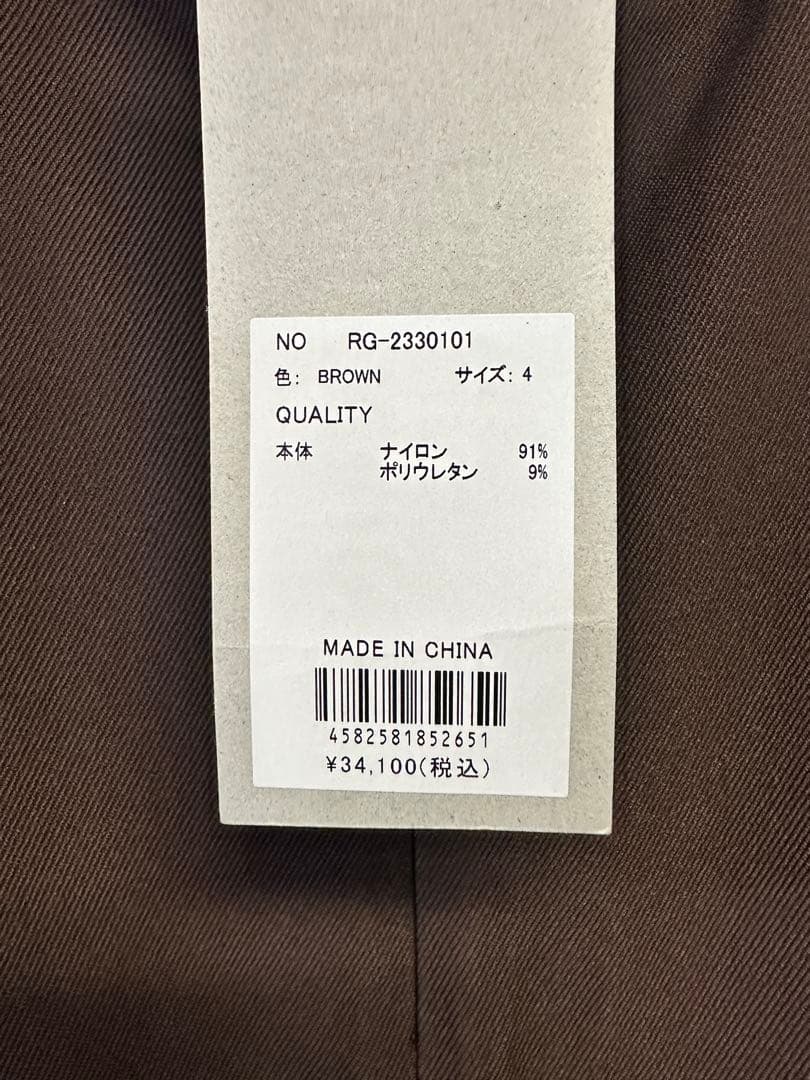 NO RG-2330101
色: BROWN サイズ: 4
QUALITY
本体 ナイロン 91%
ポリウレタン 9%
MADE IN CHINA
4582581852651
¥34,100(税込)